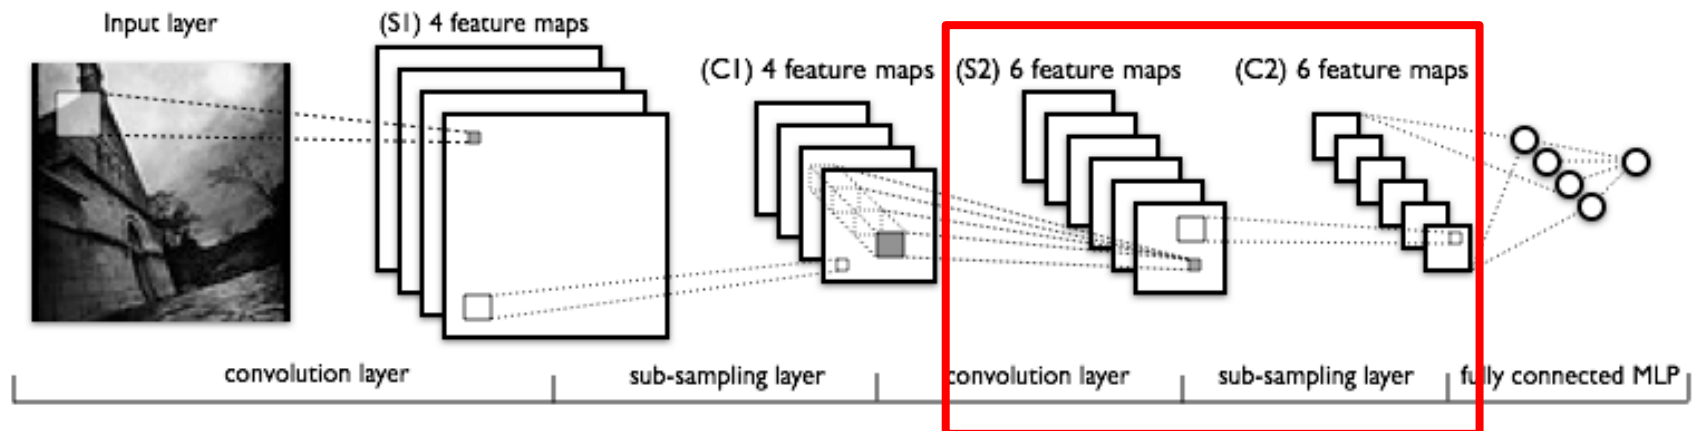 Input layer
(S1) 4 feature maps
(C1) 4 feature maps
(S2) 6 feature maps
(C2) 6 feature maps
convolution layer
sub-sampling layer
convolution layer
sub-sampling layer
fully connected MLP